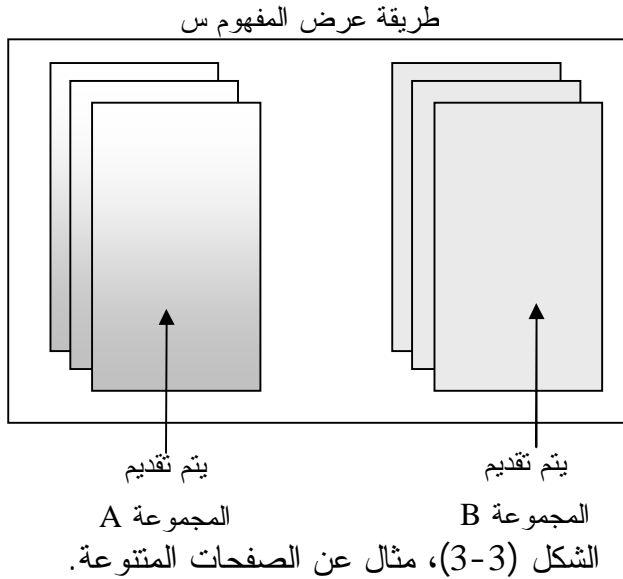 طريقة عرض المفهوم س
يتم تقديم
المجموعة B
يتم تقديم
المجموعة A
الشكل (3-3)، مثال عن الصفحات المتنوعة.